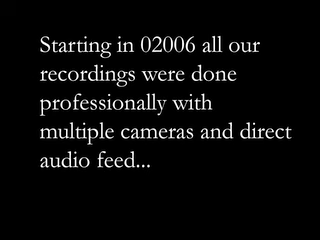 Starting in 02006 all our
recordings were done
professionally with
multiple cameras and direct
audio feed...